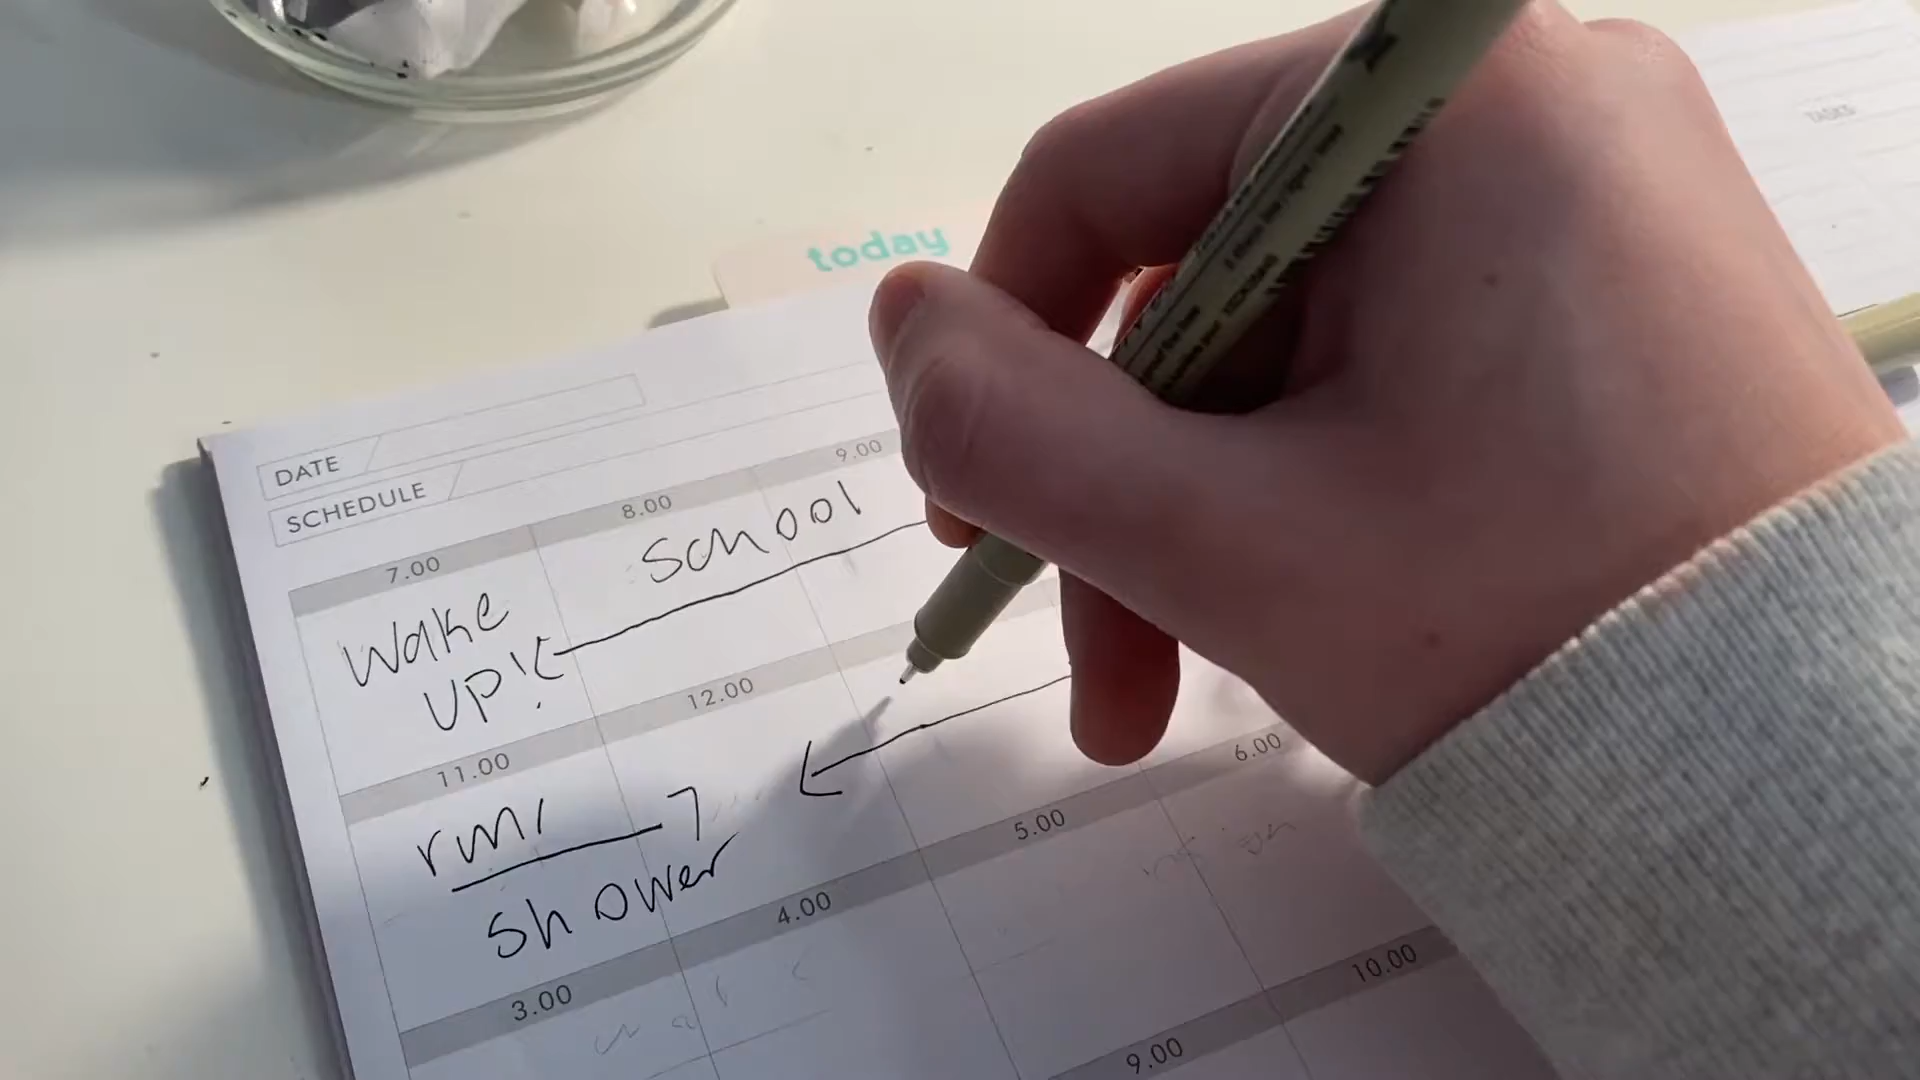 today
TASKS
DATE
SCHEDULE
7.00 8.00 9.00
wake
UP!
school
11.00 12.00
run/
shower
3.00 4.00 5.00 6.00
9.00 10.00